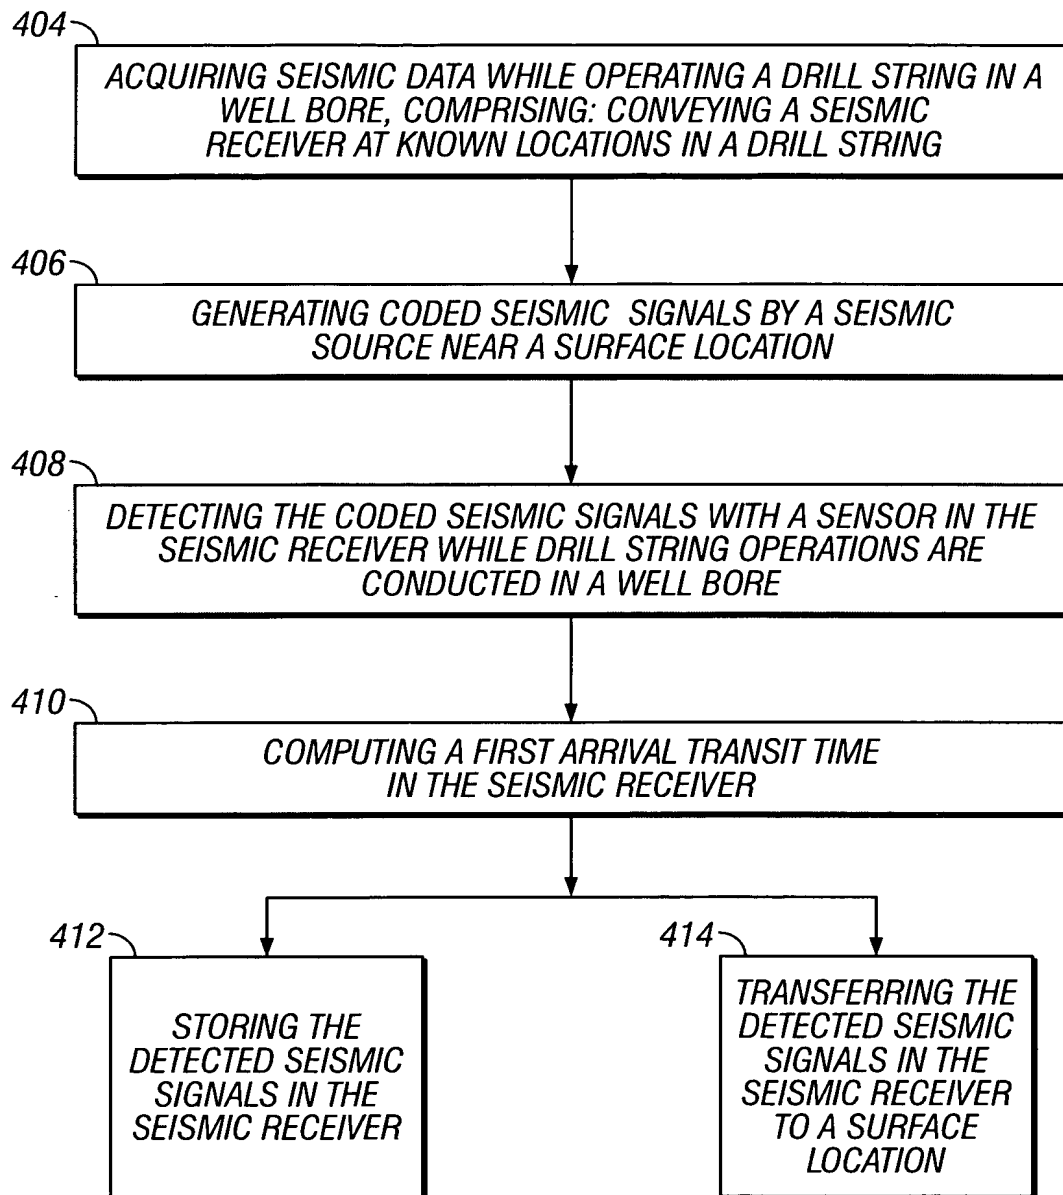 404
ACQUIRING SEISMIC DATA WHILE OPERATING A DRILL STRING IN A
WELL BORE, COMPRISING: CONVEYING A SEISMIC
RECEIVER AT KNOWN LOCATIONS IN A DRILL STRING
406
GENERATING CODED SEISMIC SIGNALS BY A SEISMIC
SOURCE NEAR A SURFACE LOCATION
408
DETECTING THE CODED SEISMIC SIGNALS WITH A SENSOR IN THE
SEISMIC RECEIVER WHILE DRILL STRING OPERATIONS ARE
CONDUCTED IN A WELL BORE
410
COMPUTING A FIRST ARRIVAL TRANSIT TIME
IN THE SEISMIC RECEIVER
412
STORING THE
DETECTED SEISMIC
SIGNALS IN THE
SEISMIC RECEIVER
414
TRANSFERRING THE
DETECTED SEISMIC
SIGNALS IN THE
SEISMIC RECEIVER
TO A SURFACE
LOCATION